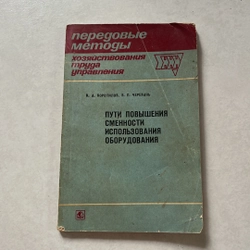 передовые
методы
хозяйствования
труда
управления
ПУТИ ПОВЫШЕНИЯ
СМЕННОСТИ
ИСПОЛЬЗОВАНИЯ
ОБОРУДОВАНИЯ